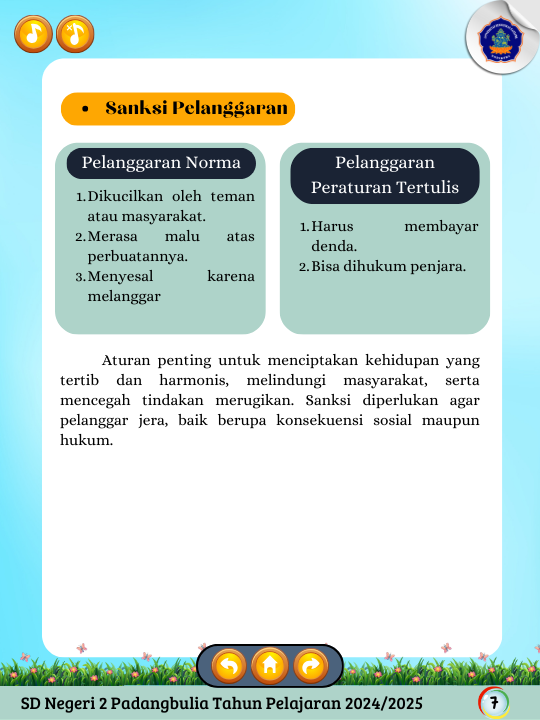 • Sanksi Pelanggaran
Pelanggaran Norma
1. Dikucilkan oleh teman
atau masyarakat.
2. Merasa malu atas
perbuatannya.
3. Menyesal karena
melanggar
Pelanggaran
Peraturan Tertulis
1. Harus membayar
denda.
2. Bisa dihukum penjara.
Aturan penting untuk menciptakan kehidupan yang
tertib dan harmonis, melindungi masyarakat, serta
mencegah tindakan merugikan. Sanksi diperlukan agar
pelanggar jera, baik berupa konsekuensi sosial maupun
hukum.
SD Negeri 2 Padangbulia Tahun Pelajaran 2024/2025
7